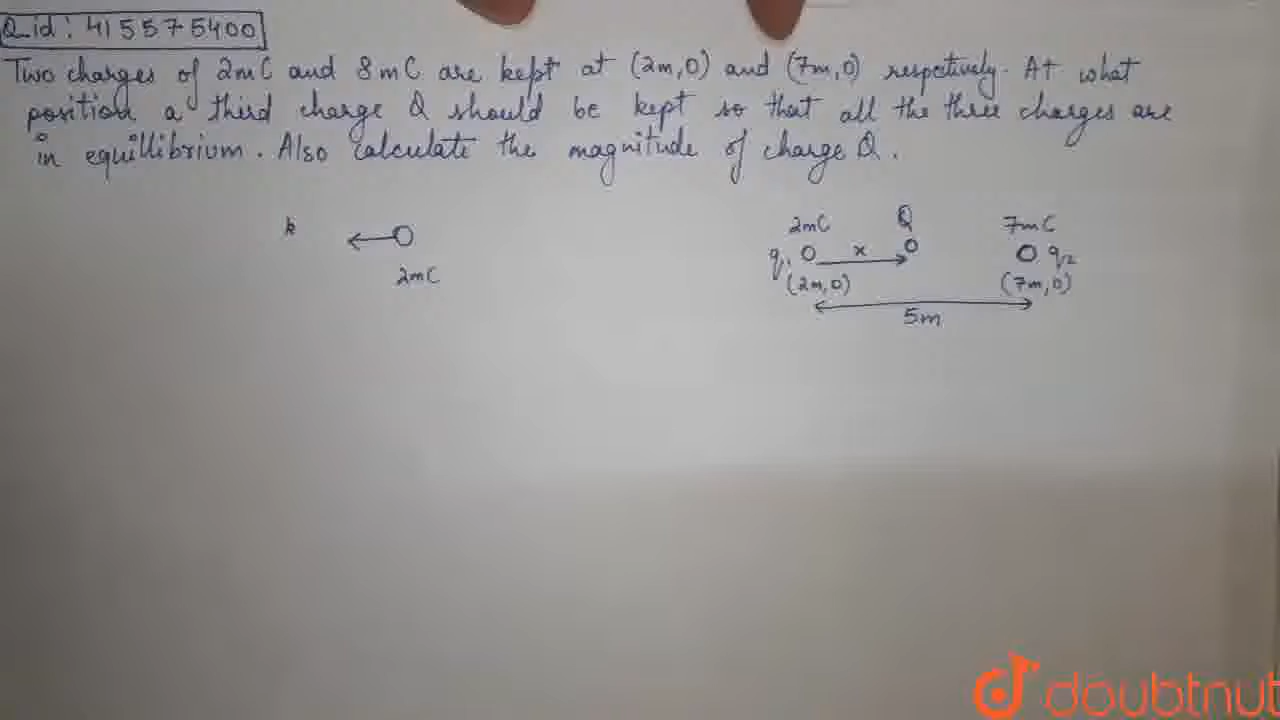 Q.id : 415575400
Two charges of 2mC and 8mC are kept at (2m,0) and (7m,0) respectively. At what
position a third charge Q should be kept so that all the three charges are
in equillibrium. Also calculate the magnitude of charge Q.
k
2mC
2mC Q 7mC
q1 x q2
(2m,0) (7m,0)
5m
doubtnut